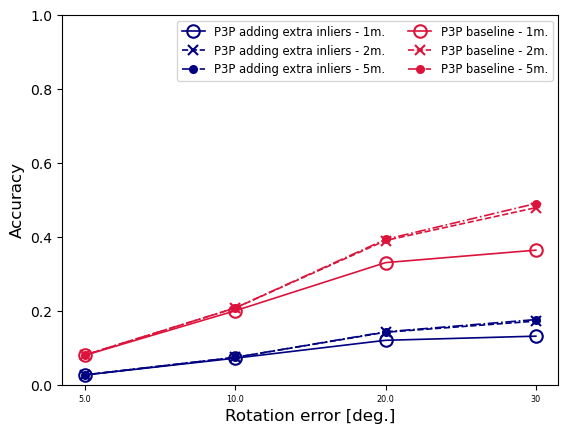 P3P adding extra inliers - 1m.
P3P adding extra inliers - 2m.
P3P adding extra inliers - 5m.
P3P baseline - 1m.
P3P baseline - 2m.
P3P baseline - 5m.
Accuracy
1.0
0.8
0.6
0.4
0.2
0.0
5.0 10.0 20.0 30
Rotation error [deg.]